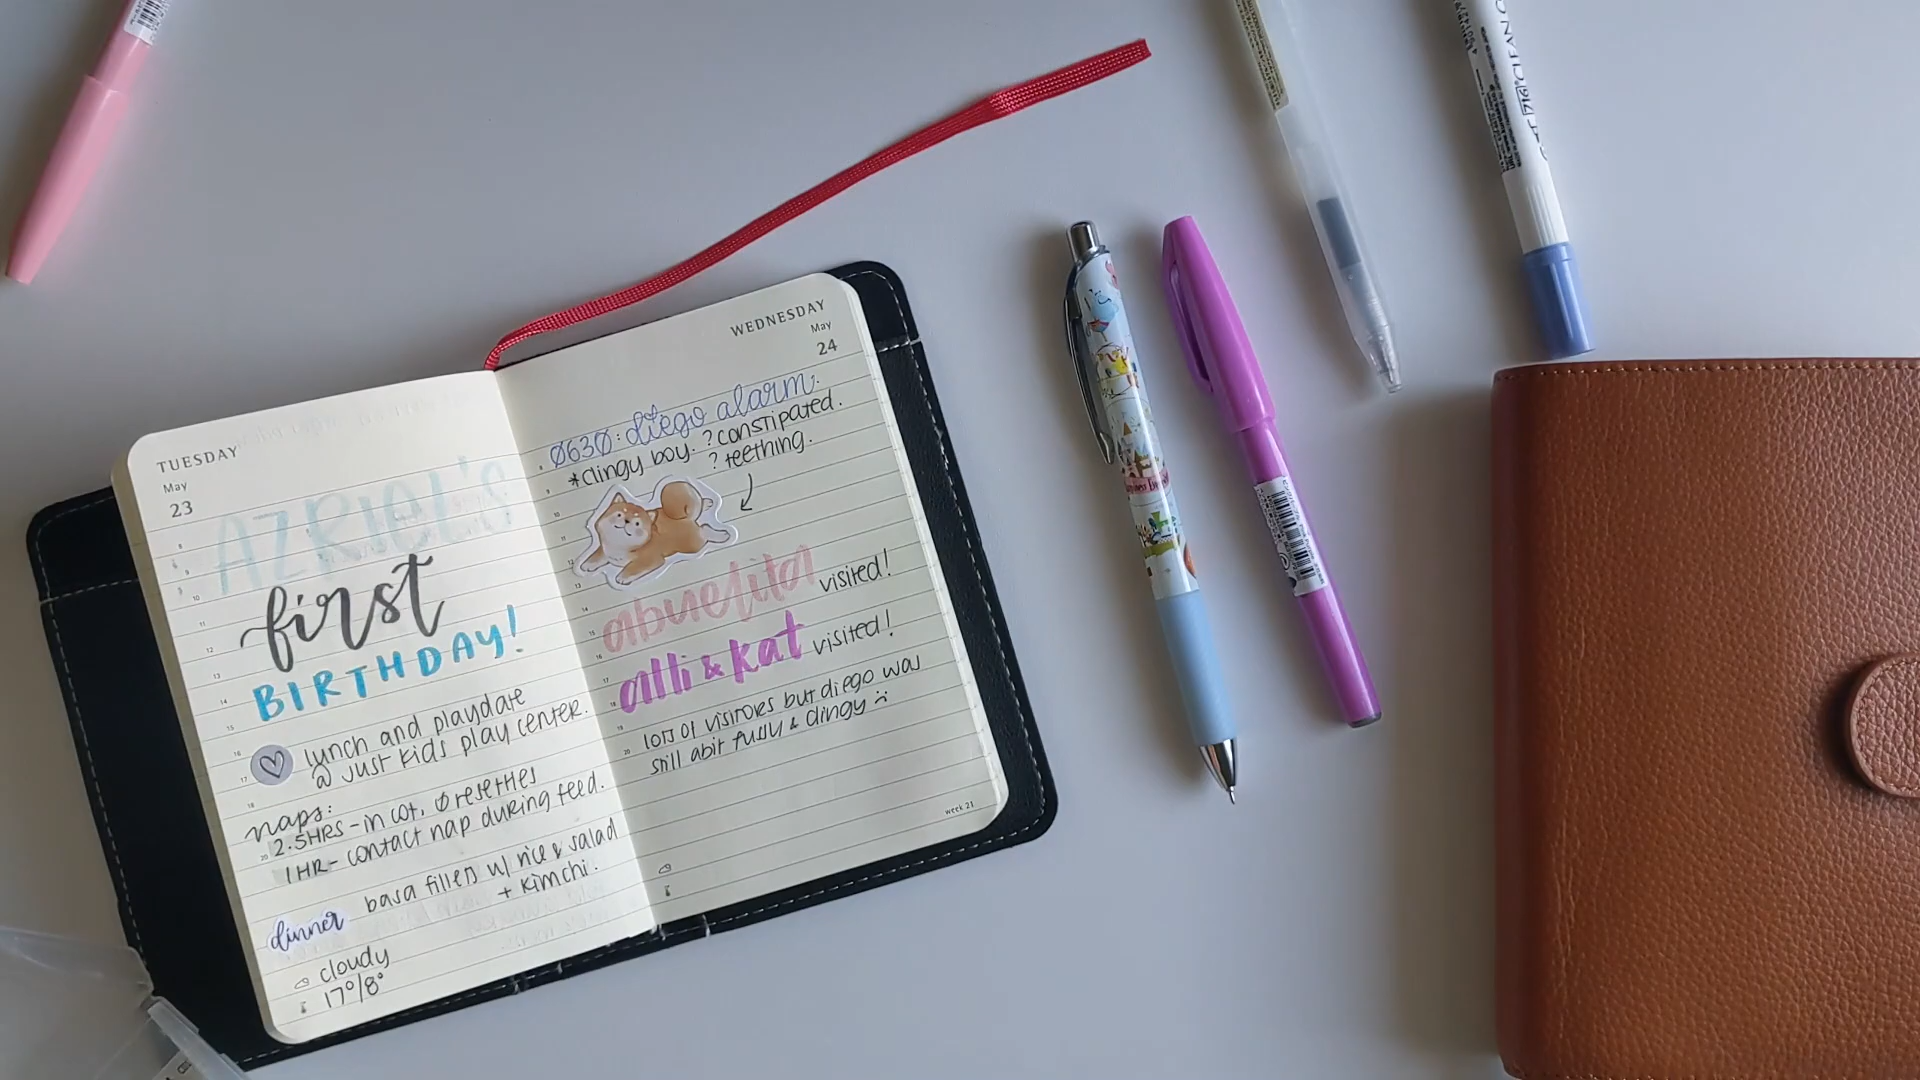 TUESDAY
May
23
AZRIEL's
first
BIRTHDAY!
lunch and playdate
@ JUST KIDS play center.
naps:
2.5HRS - in cot, Ø resettles
1HR - contact nap during feed.
basa fillets w/ rice & salad
+ kimchi.
dinner
cloudy
17°/8°
WEDNESDAY
May
24
0630: diego alarm.
*clingy boy. ? constipated.
? teething.
abuelita visited!
alli & kat visited!
lots of visitors but diego was
still abit fussy & clingy
week 21